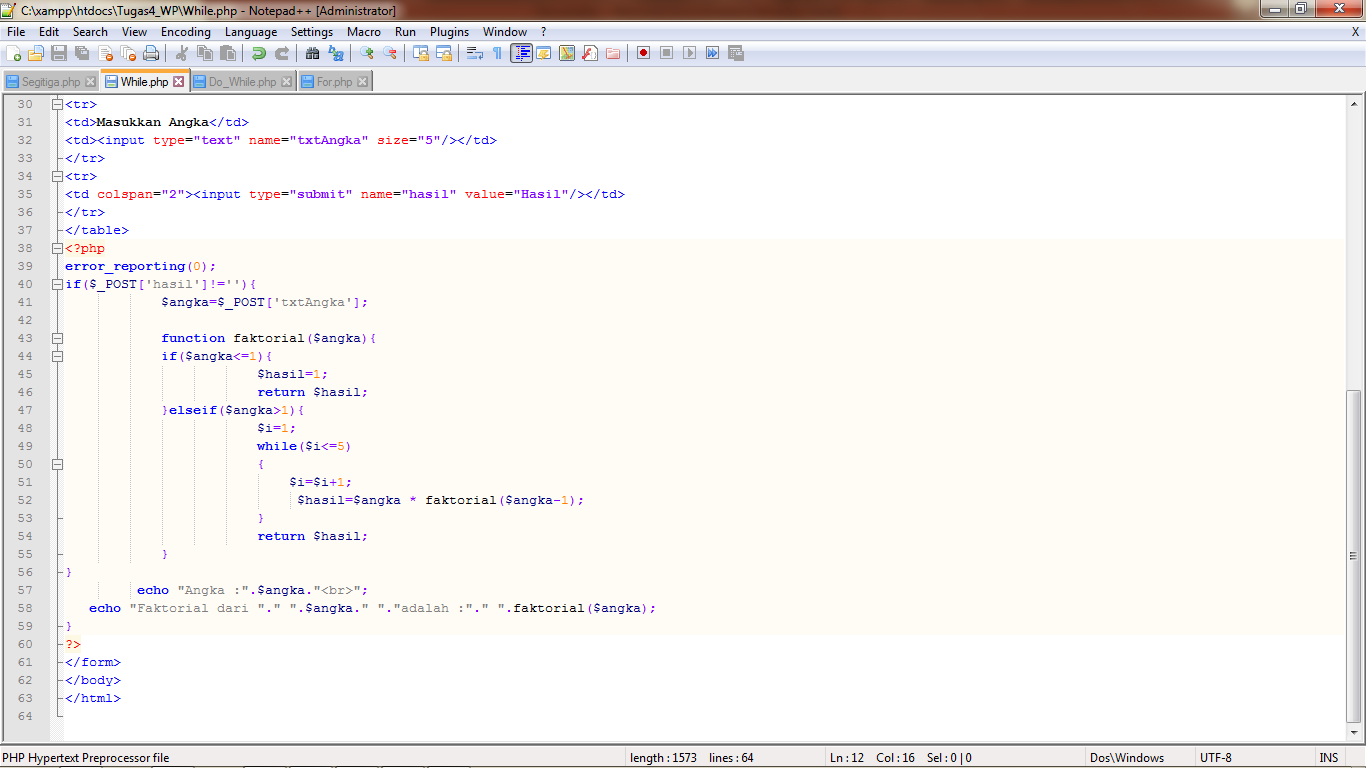 C:\xampp\htdocs\Tugas4_WP\While.php - Notepad++ [Administrator]
File Edit Search View Encoding Language Settings Macro Run Plugins Window ? X
Segitiga.php While.php Do_While.php For.php
30 <tr>
31 <td>Masukkan Angka</td>
32 <td><input type="text" name="txtAngka" size="5"/></td>
33 </tr>
34 <tr>
35 <td colspan="2"><input type="submit" name="hasil" value="Hasil"/></td>
36 </tr>
37 </table>
38 <?php
39 error_reporting(0);
40 if($_POST['hasil']!=''){
41 $angka=$_POST['txtAngka'];
42
43 function faktorial($angka){
44 if($angka<=1){
45 $hasil=1;
46 return $hasil;
47 }elseif($angka>1){
48 $i=1;
49 while($i<=5)
50 {
51 $i=$i+1;
52 $hasil=$angka * faktorial($angka-1);
53 }
54 return $hasil;
55 }
56 }
57 echo "Angka :".$angka."<br>";
58 echo "Faktorial dari "." ".$angka." "."adalah :"." ".faktorial($angka);
59 }
60 ?>
61 </form>
62 </body>
63 </html>
64
PHP Hypertext Preprocessor file length : 1573 lines : 64 Ln : 12 Col : 16 Sel : 0 | 0 Dos\Windows UTF-8 INS